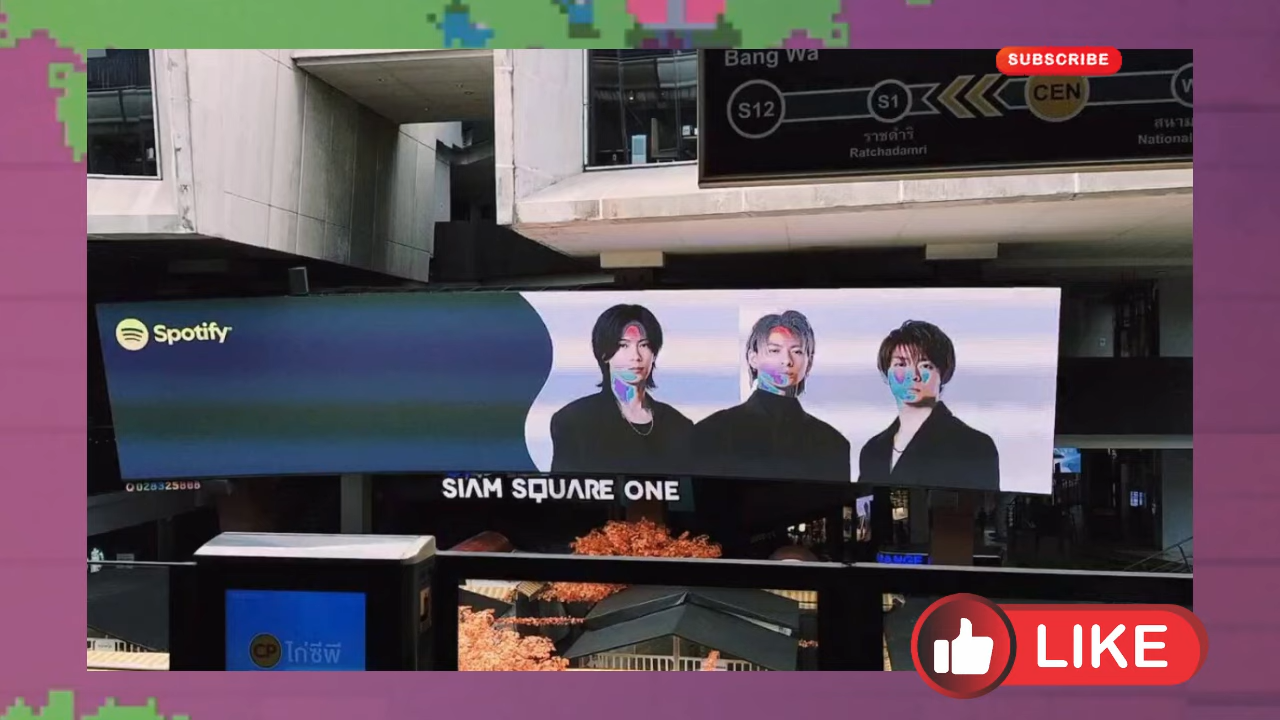 SUBSCRIBE
Bang Wa
S12
S1
CEN
W
ราชดำริ
Ratchadamri
สนาม
National
Spotify
028325888
SIAM SQUARE ONE
CP ไก่ซีพี
LIKE